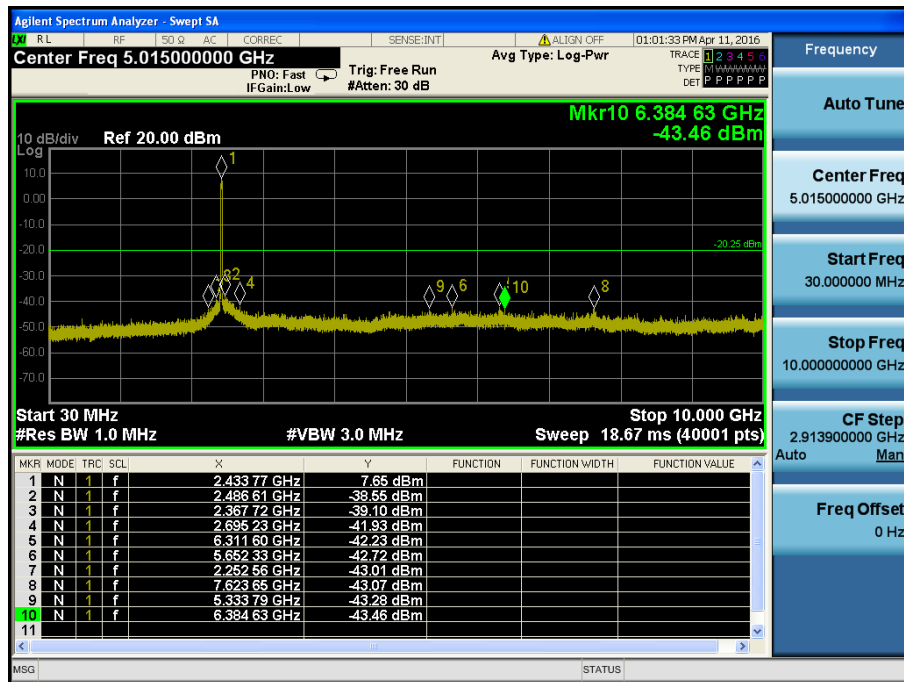 Agilent Spectrum Analyzer - Swept SA
LXI RL RF 50 Ω AC CORREC SENSE:INT ALIGN OFF 01:01:33 PM Apr 11, 2016
Center Freq 5.015000000 GHz
PNO: Fast
IFGain:Low
Trig: Free Run
#Atten: 30 dB
Avg Type: Log-Pwr
TRACE 1 2 3 4 5 6
TYPE M W W W W W
DET P P P P P P
Mkr10 6.384 63 GHz
-43.46 dBm
10 dB/div Ref 20.00 dBm
Log
10.0
0.00
-10.0
-20.0
-30.0
-40.0
-50.0
-60.0
-70.0
-20.25 dBm
1
2
4
9
6
10
8
Start 30 MHz
Stop 10.000 GHz
#Res BW 1.0 MHz
#VBW 3.0 MHz
Sweep 18.67 ms (40001 pts)
MKR MODE TRC SCL X Y FUNCTION FUNCTION WIDTH FUNCTION VALUE
1 N 1 f 2.433 77 GHz 7.65 dBm
2 N 1 f 2.486 61 GHz -38.55 dBm
3 N 1 f 2.367 72 GHz -39.10 dBm
4 N 1 f 2.695 23 GHz -41.93 dBm
5 N 1 f 6.311 60 GHz -42.23 dBm
6 N 1 f 5.652 33 GHz -42.72 dBm
7 N 1 f 2.252 56 GHz -43.01 dBm
8 N 1 f 7.623 65 GHz -43.07 dBm
9 N 1 f 5.333 79 GHz -43.28 dBm
10 N 1 f 6.384 63 GHz -43.46 dBm
11
MSG
STATUS
Frequency
Auto Tune
Center Freq
5.015000000 GHz
Start Freq
30.000000 MHz
Stop Freq
10.000000000 GHz
CF Step
2.913900000 GHz
Auto Man
Freq Offset
0 Hz